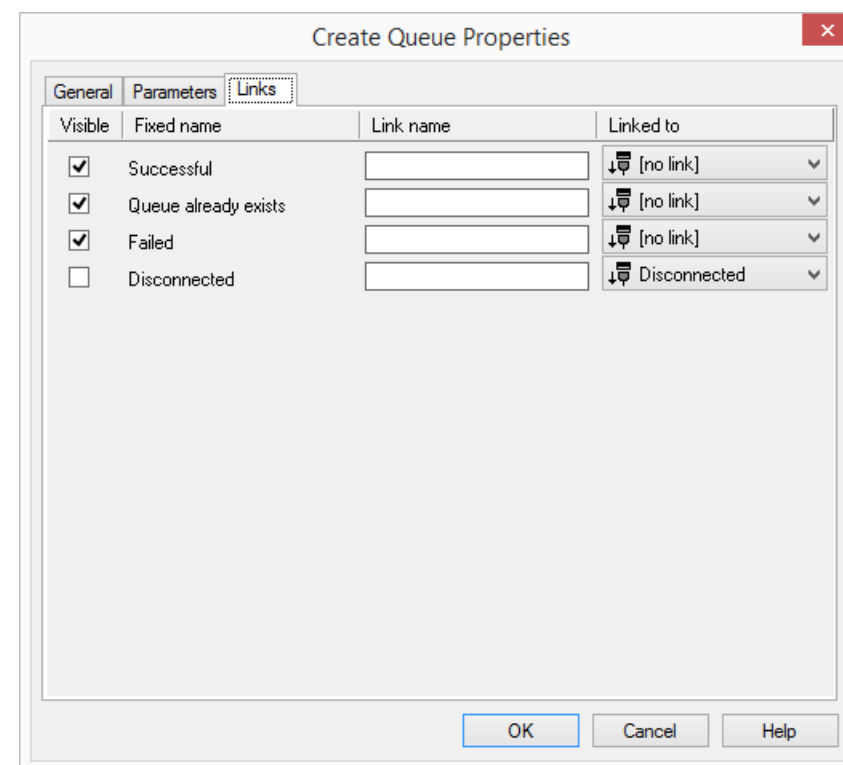 Create Queue Properties
General Parameters Links
Visible Fixed name Link name Linked to
Successful [no link]
Queue already exists [no link]
Failed [no link]
Disconnected Disconnected
OK Cancel Help